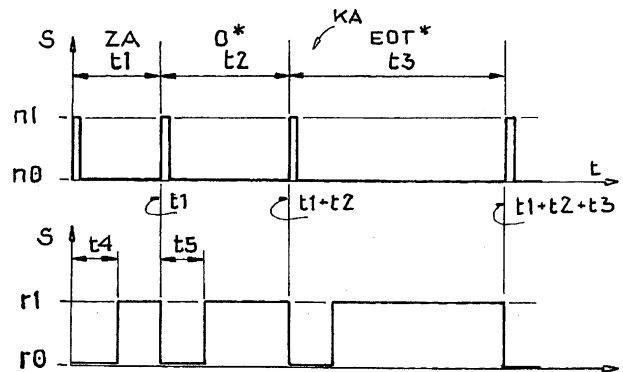 KA
S ZA 0* EOT*
t1 t2 t3
n1
n0 t
t1 t1+t2 t1+t2+t3
S t4 t5
r1
r0